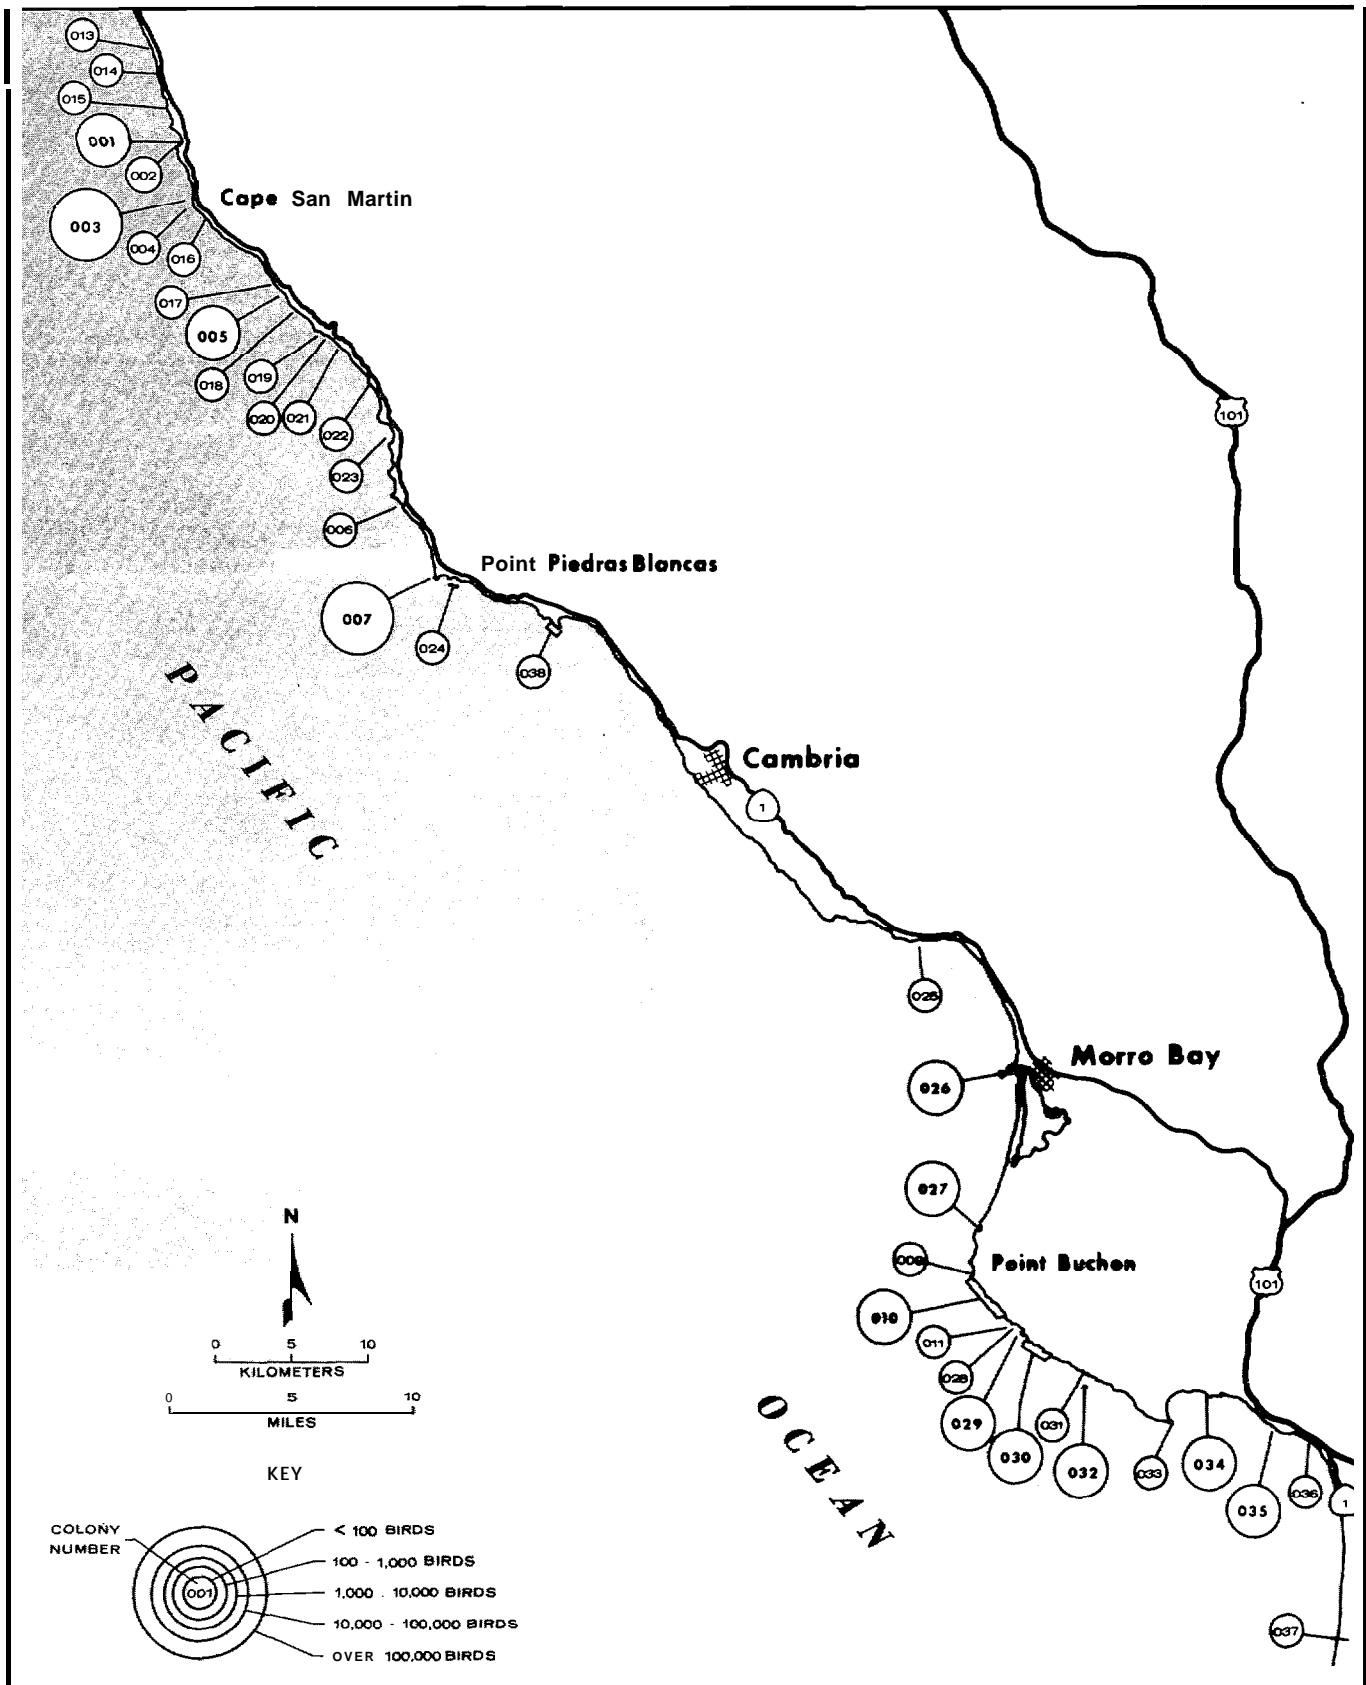 013
014
015
001
002
Cape San Martin
003
004
016
017
005
018
019
020
021
022
023
006
101
Point Piedras Blancas
007
024
038
PACIFIC
Cambria
1
025
Morro Bay
026
027
Point Buchon
009
010
011
028
029
030
031
032
033
034
035
036
037
101
1
OCEAN
N
0 5 10
KILOMETERS
0 5 10
MILES
KEY
COLONY
NUMBER
001
< 100 BIRDS
100 - 1,000 BIRDS
1,000 - 10,000 BIRDS
10,000 - 100,000 BIRDS
OVER 100,000 BIRDS